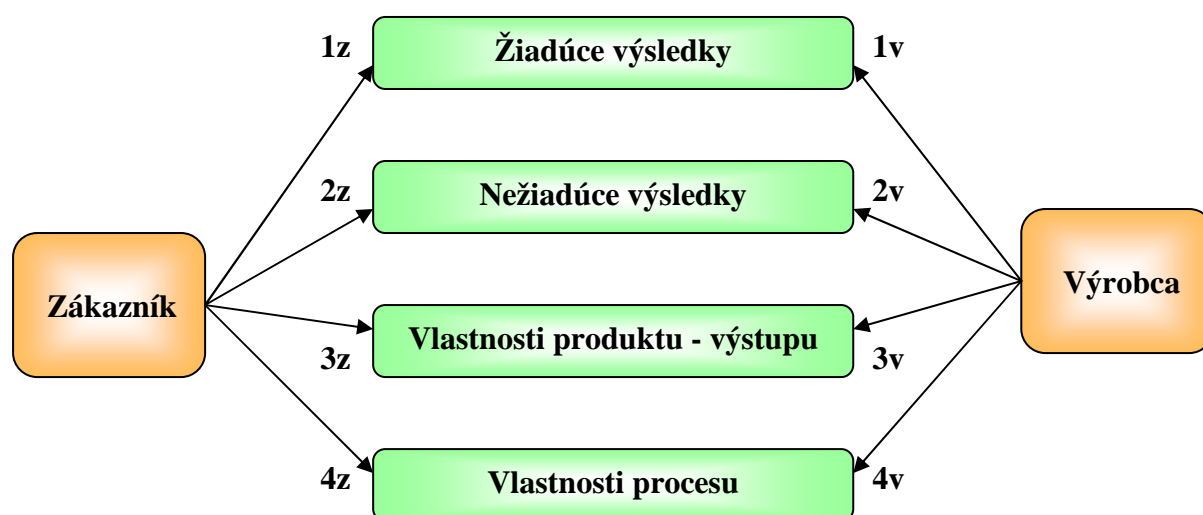 1z
Žiadúce výsledky
1v
2z
Nežiadúce výsledky
2v
Zákazník
Výrobca
Vlastnosti produktu - výstupu
3z
3v
4z
Vlastnosti procesu
4v